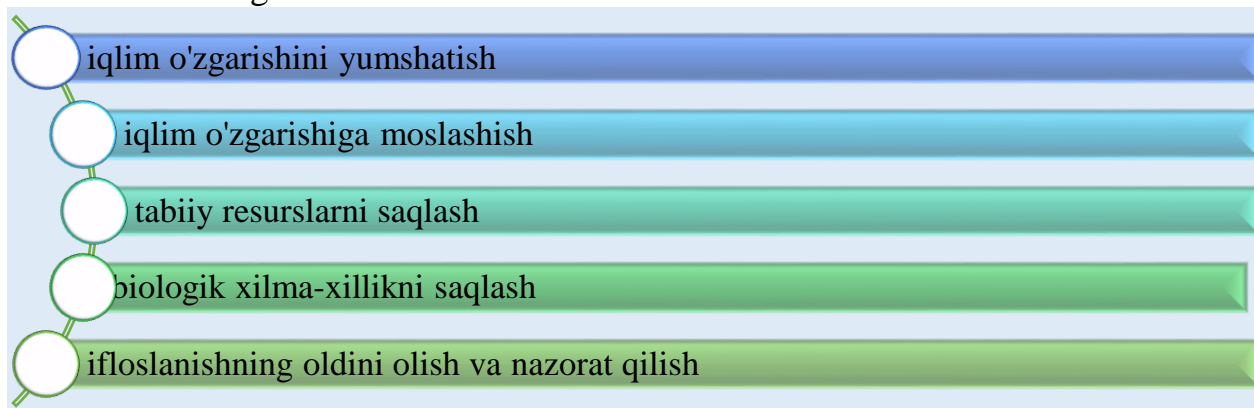 iqlim o'zgarishini yumshatish
iqlim o'zgarishiga moslashish
tabiiy resurslarni saqlash
biologik xilma-xillikni saqlash
ifloslanishning oldini olish va nazorat qilish